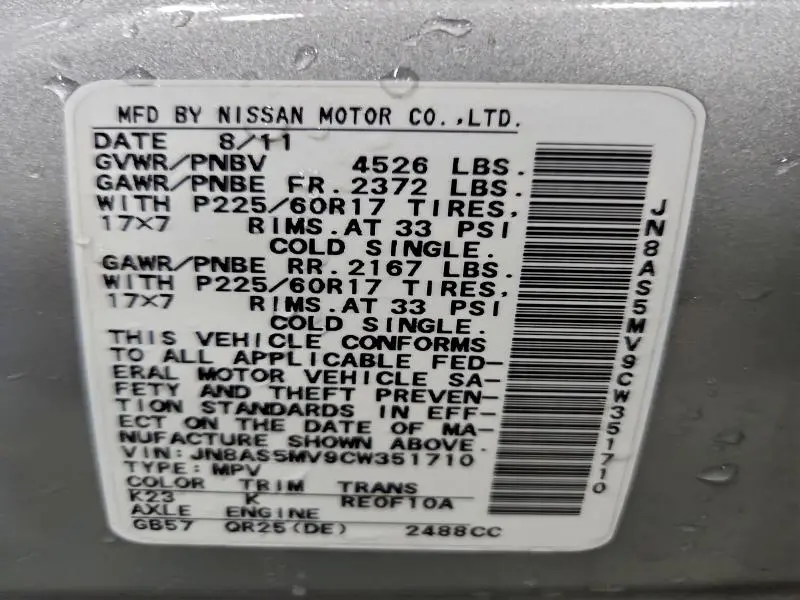 MFD BY NISSAN MOTOR CO.,LTD.
DATE 8/11
GVWR/PNBV 4526 LBS.
GAWR/PNBE FR. 2372 LBS.
WITH P225/60R17 TIRES,
17×7 RIMS. AT 33 PSI
COLD SINGLE.
GAWR/PNBE RR. 2167 LBS.
WITH P225/60R17 TIRES,
17×7 RIMS. AT 33 PSI
COLD SINGLE.
THIS VEHICLE CONFORMS
TO ALL APPLICABLE FED-
ERAL MOTOR VEHICLE SA-
FETY AND THEFT PREVEN-
TION STANDARDS IN EFF-
ECT ON THE DATE OF MA-
NUFACTURE SHOWN ABOVE.
VIN: JN8AS5MV9CW351710
TYPE: MPV
COLOR TRIM TRANS
K23 K RE0F10A
AXLE ENGINE
GB57 QR25(DE) 2488CC
JN8AS5MV9CW351710